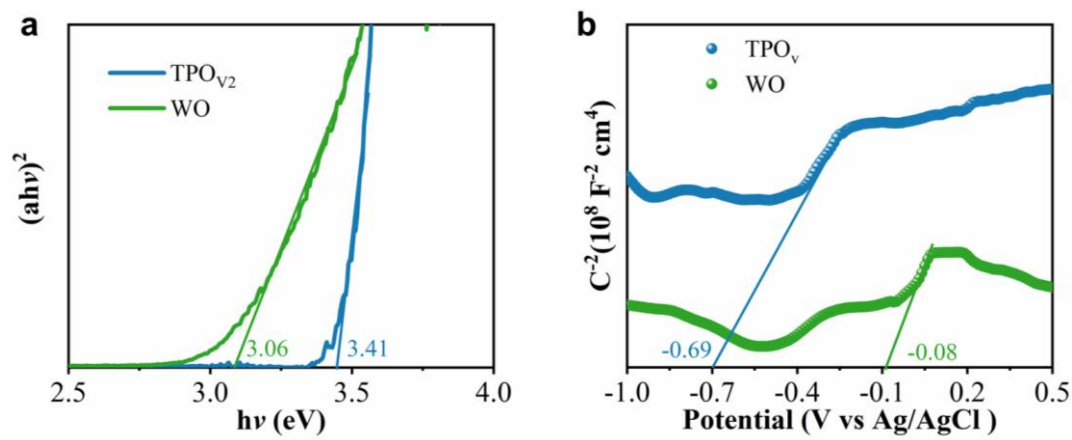 a
TPOV2
WO
(ahν)²
3.06
3.41
2.5
3.0
3.5
4.0
hν (eV)
b
TPOv
WO
C⁻²(10⁸ F⁻² cm⁴)
-0.69
-0.08
-1.0
-0.7
-0.4
-0.1
0.2
0.5
Potential (V vs Ag/AgCl )